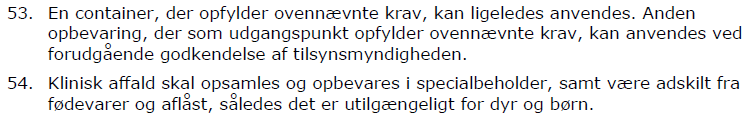 53. En container, der opfylder ovennævnte krav, kan ligeledes anvendes. Anden
opbevaring, der som udgangspunkt opfylder ovennævnte krav, kan anvendes ved
forudgående godkendelse af tilsynsmyndigheden.
54. Klinisk affald skal opsamles og opbevares i specialbeholder, samt være adskilt fra
fødevarer og aflåst, således det er utilgængeligt for dyr og børn.